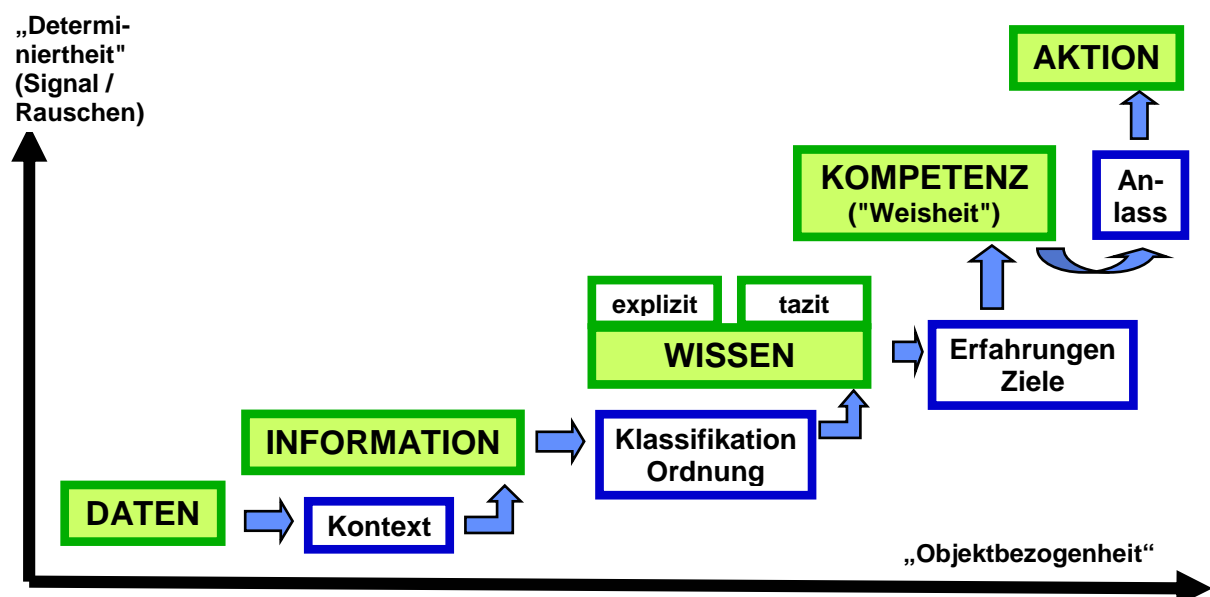 „Determi-
niertheit"
(Signal /
Rauschen)
AKTION
KOMPETENZ
("Weisheit")
An-
lass
explizit
tazit
WISSEN
Erfahrungen
Ziele
INFORMATION
Klassifikation
Ordnung
DATEN
Kontext
„Objektbezogenheit“